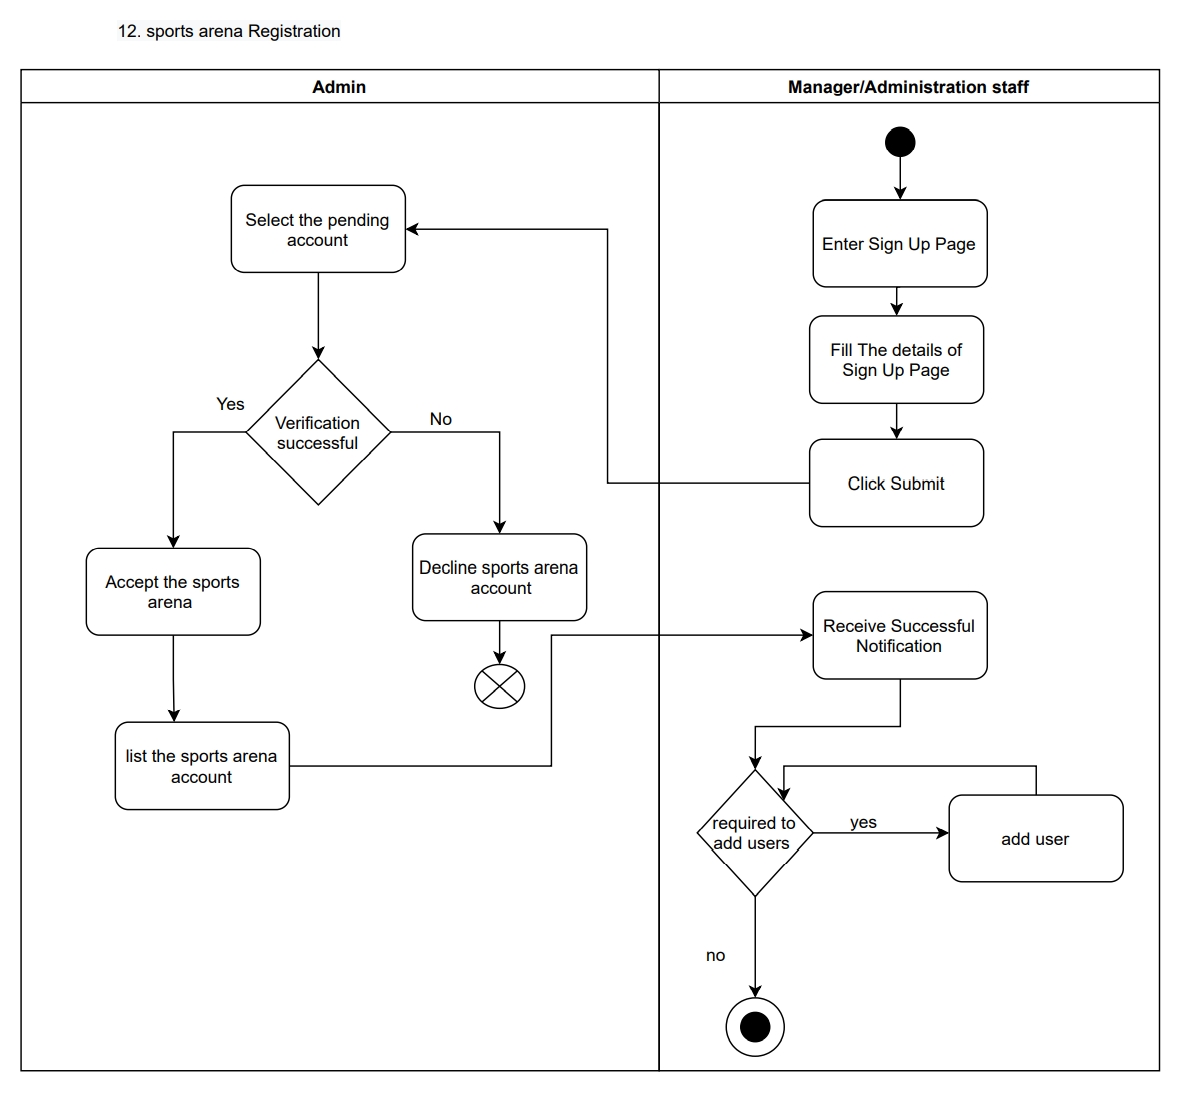 12. sports arena Registration
Admin
Manager/Administration staff
Select the pending
account
Enter Sign Up Page
Fill The details of
Sign Up Page
Yes
Verification
successful
No
Click Submit
Accept the sports
arena
Decline sports arena
account
Receive Successful
Notification
list the sports arena
account
required to
add users
yes
add user
no